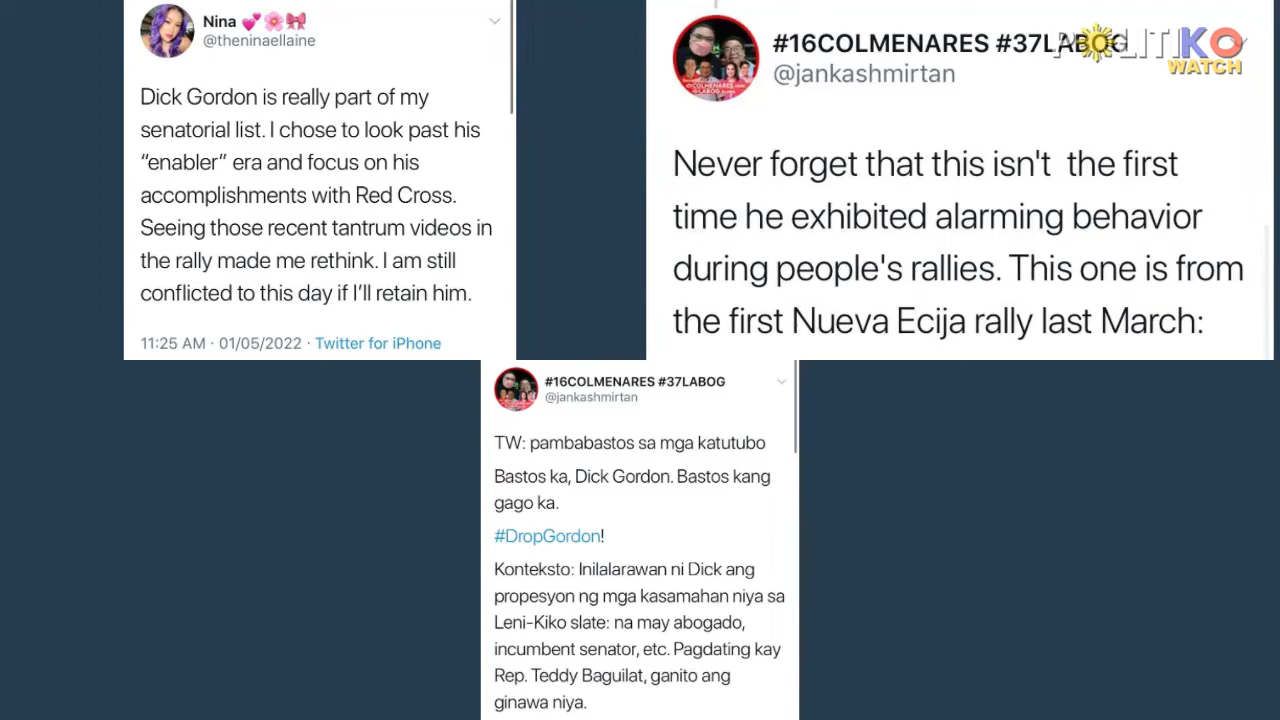 Nina 💕🌸🎀
@theninaellaine
Dick Gordon is really part of my
senatorial list. I chose to look past his
“enabler” era and focus on his
accomplishments with Red Cross.
Seeing those recent tantrum videos in
the rally made me rethink. I am still
conflicted to this day if I’ll retain him.
11:25 AM · 01/05/2022 · Twitter for iPhone
#16COLMENARES #37LABOG
@jankashmirtan
POLITIKO
WATCH
Never forget that this isn't the first
time he exhibited alarming behavior
during people's rallies. This one is from
the first Nueva Ecija rally last March:
#16COLMENARES #37LABOG
@jankashmirtan
TW: pambabastos sa mga katutubo
Bastos ka, Dick Gordon. Bastos kang
gago ka.
#DropGordon!
Konteksto: Inilalarawan ni Dick ang
propesyon ng mga kasamahan niya sa
Leni-Kiko slate: na may abogado,
incumbent senator, etc. Pagdating kay
Rep. Teddy Baguilat, ganito ang
ginawa niya.